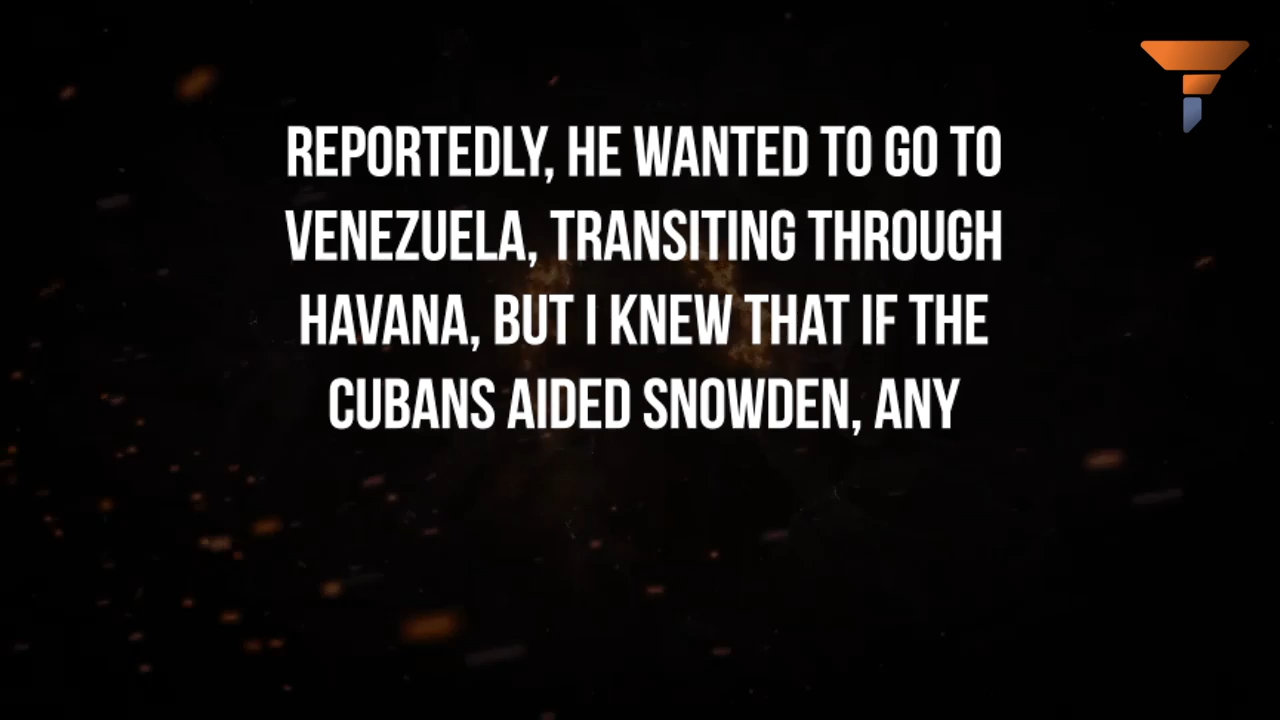 REPORTEDLY, HE WANTED TO GO TO
VENEZUELA, TRANSITING THROUGH
HAVANA, BUT I KNEW THAT IF THE
CUBANS AIDED SNOWDEN, ANY